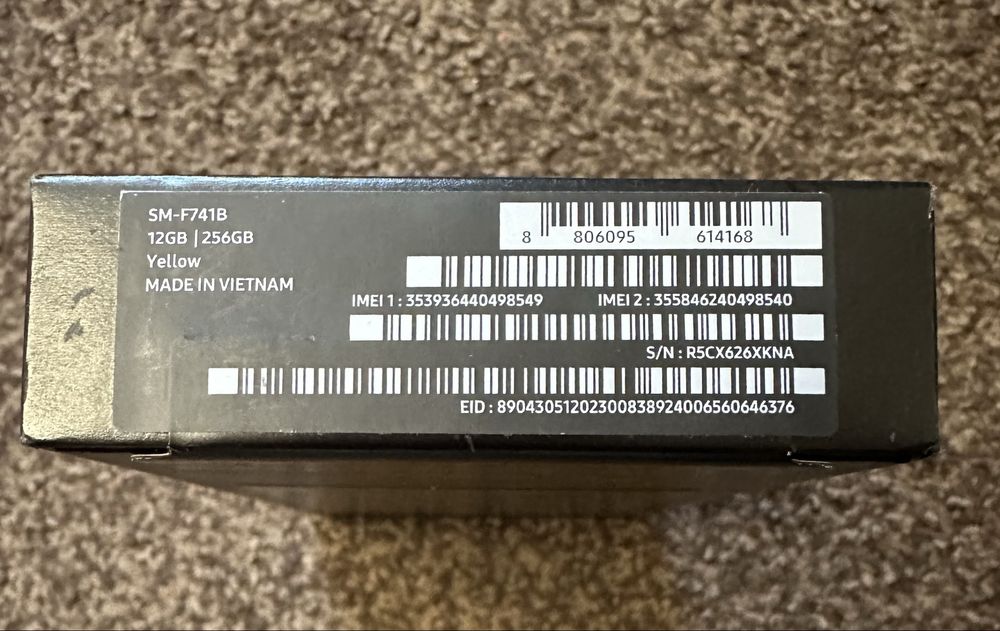 SM-F741B
12GB | 256GB
Yellow
MADE IN VIETNAM
8 806095 614168
IMEI 1 : 353936440498549 IMEI 2 : 355846240498540
S/N : R5CX626XKNA
EID : 89043051202300838924006560646376